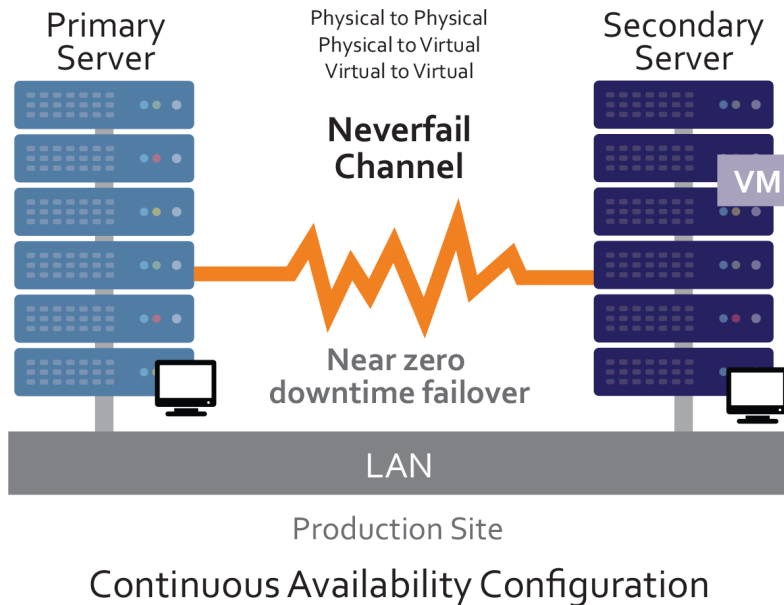 Primary
Server
Physical to Physical
Physical to Virtual
Virtual to Virtual
Secondary
Server
Neverfail
Channel
VM
Near zero
downtime failover
LAN
Production Site
Continuous Availability Configuration